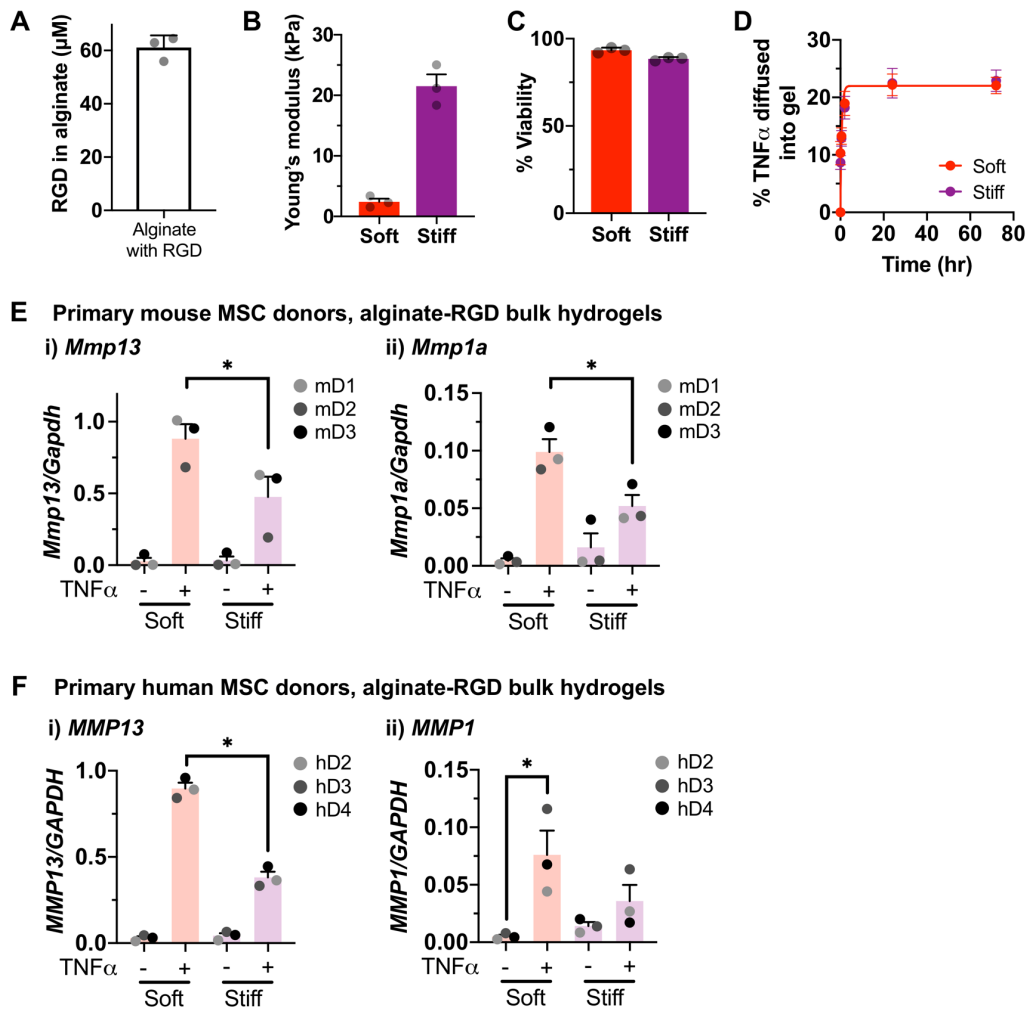 A
RGD in alginate (µM)
60
40
20
0
Alginate
with RGD
B
Young's modulus (kPa)
30
20
10
0
Soft Stiff
C
% Viability
100
50
0
Soft Stiff
D
% TNFα diffused
into gel
30
20
10
0
0 20 40 60 80
Time (hr)
Soft
Stiff
E Primary mouse MSC donors, alginate-RGD bulk hydrogels
i) Mmp13
Mmp13/Gapdh
1.0
0.5
0.0
*
mD1
mD2
mD3
TNFα - + - +
Soft Stiff
ii) Mmp1a
Mmp1a/Gapdh
0.15
0.10
0.05
0.00
*
mD1
mD2
mD3
- + - +
Soft Stiff
F Primary human MSC donors, alginate-RGD bulk hydrogels
i) MMP13
MMP13/GAPDH
1.0
0.5
0.0
*
hD2
hD3
hD4
TNFα - + - +
Soft Stiff
ii) MMP1
MMP1/GAPDH
0.15
0.10
0.05
0.00
*
hD2
hD3
hD4
TNFα - + - +
Soft Stiff